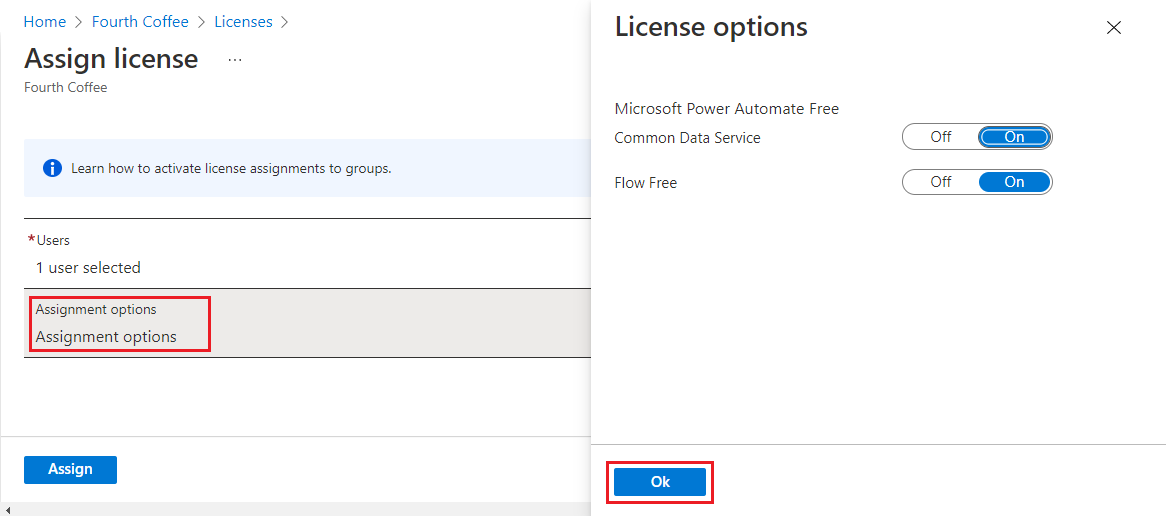 Home > Fourth Coffee > Licenses >
Assign license ...
Fourth Coffee
Learn how to activate license assignments to groups.
*Users
1 user selected
Assignment options
Assignment options
Assign
License options
Microsoft Power Automate Free
Common Data Service Off On
Flow Free Off On
Ok